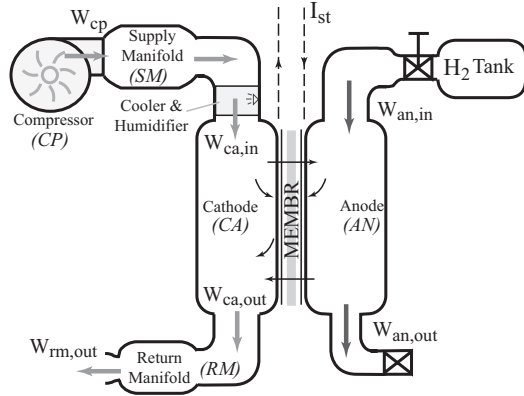 W_cp
Supply
Manifold
(SM)
I_st
H_2 Tank
Compressor
(CP)
Cooler &
Humidifier
W_an,in
W_ca,in
Cathode
(CA)
MEMBR
Anode
(AN)
W_ca,out
W_an,out
W_rm,out
Return
Manifold
(RM)